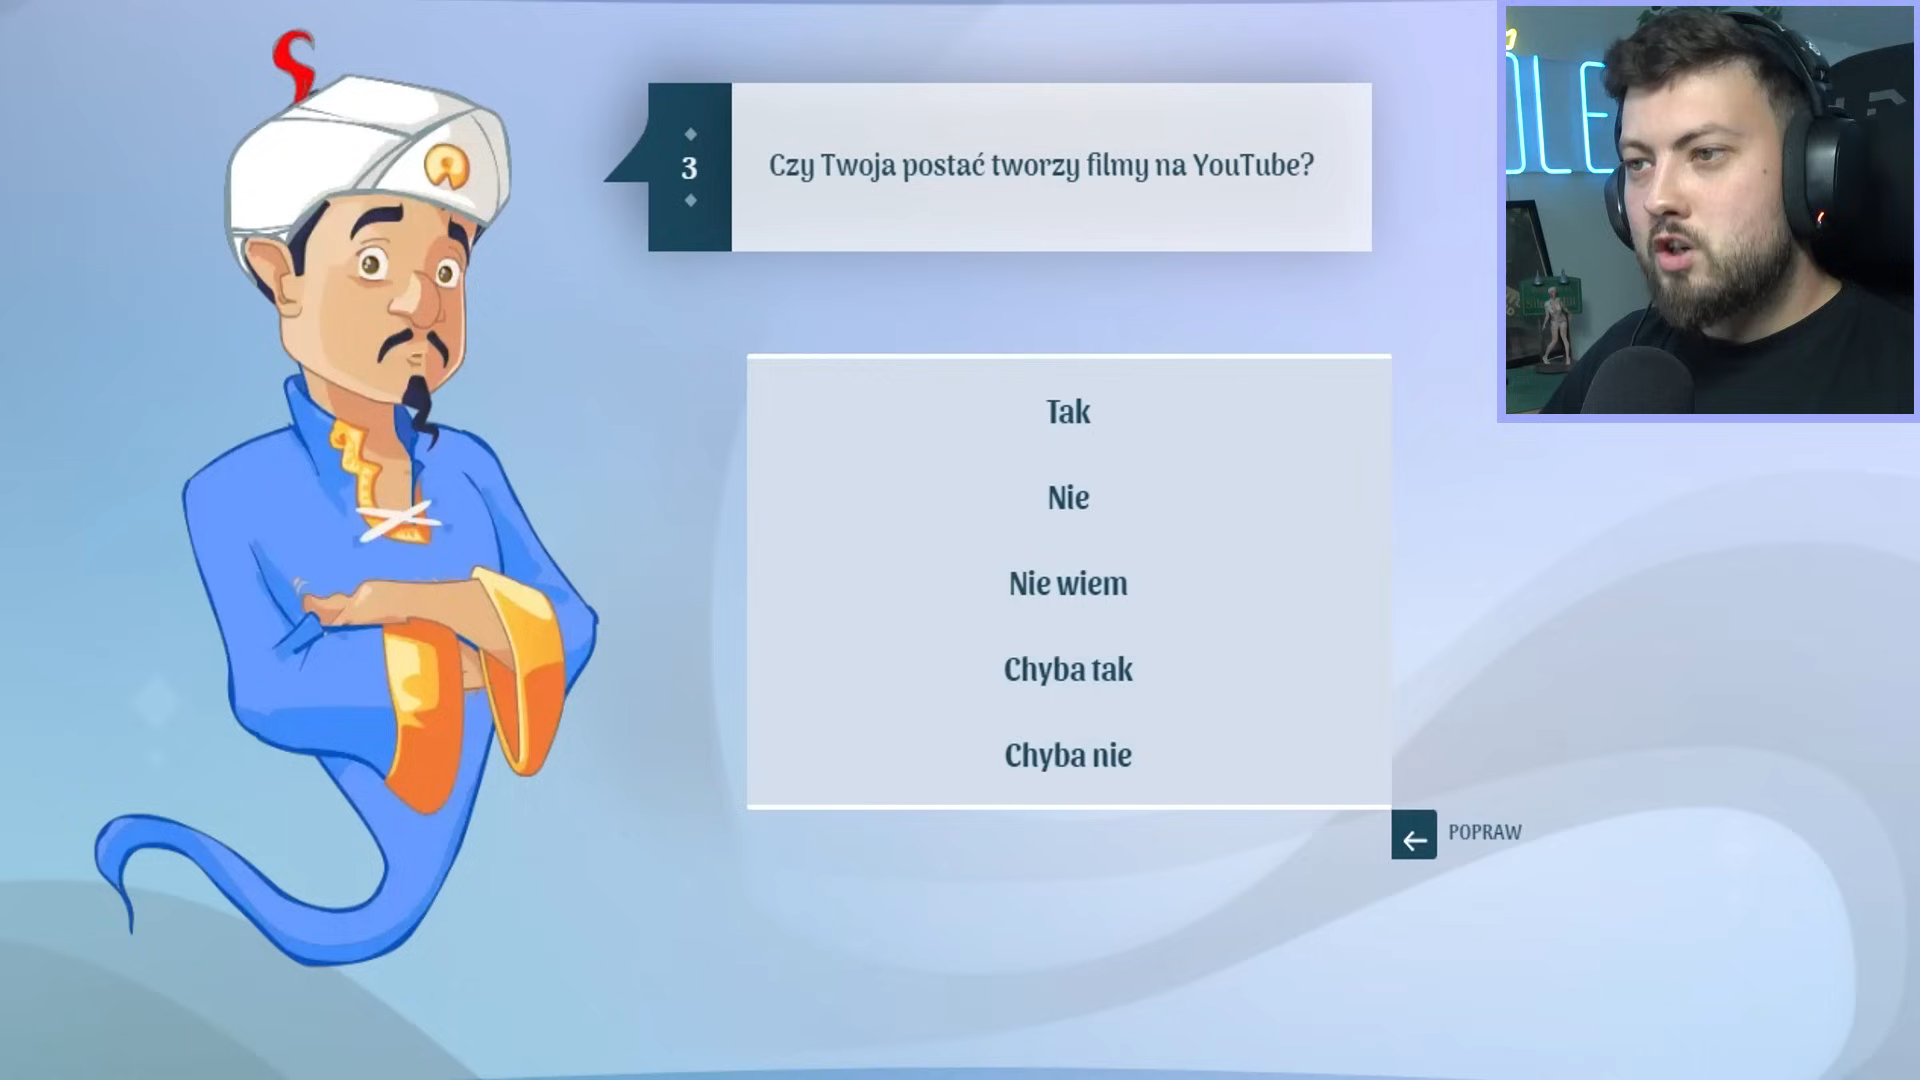 3
Czy Twoja postać tworzy filmy na YouTube?
Tak
Nie
Nie wiem
Chyba tak
Chyba nie
POPRAW